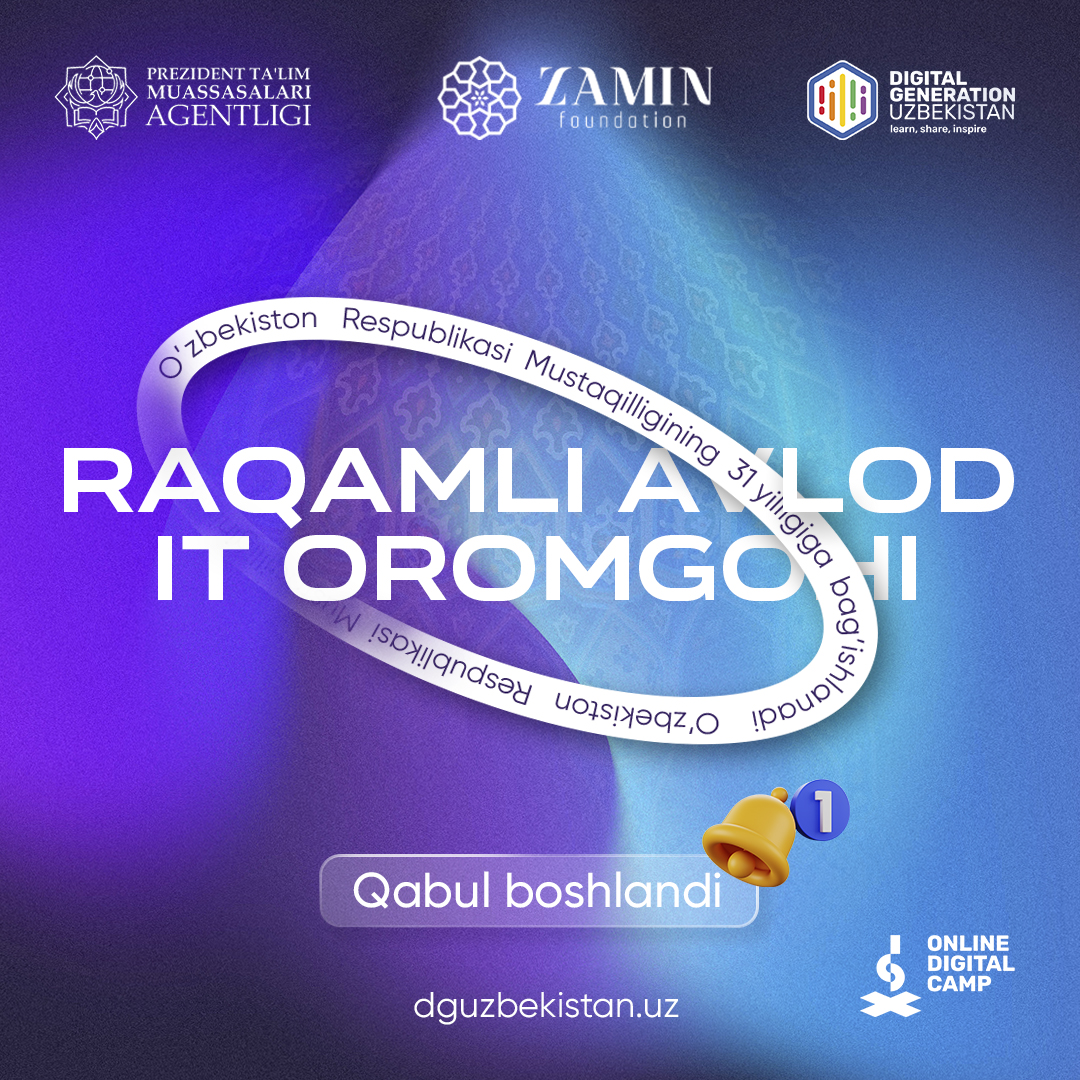 PREZIDENT TA'LIM
MUASSASALARI
AGENTLIGI
ZAMIN
foundation
DIGITAL
GENERATION
UZBEKISTAN
learn, share, inspire
O'zbekiston Respublikasi Mustaqilligining 31 yilligiga bag'ishlanadi
O'zbekiston Respublikasi
RAQAMLI AVLOD
IT OROMGOHI
1
Qabul boshlandi
ONLINE
DIGITAL
CAMP
dguzbekistan.uz